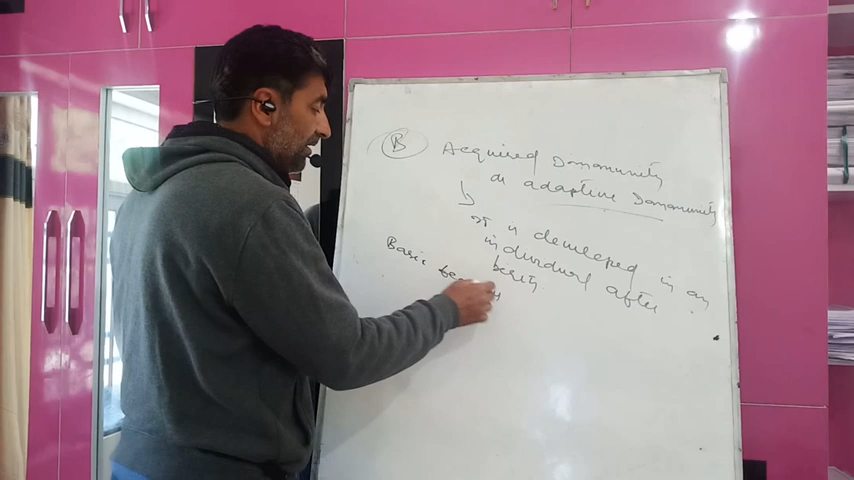 B Acquired Immunity
or adaptive Immunity
It is developed in an
individual after
birth
Basic